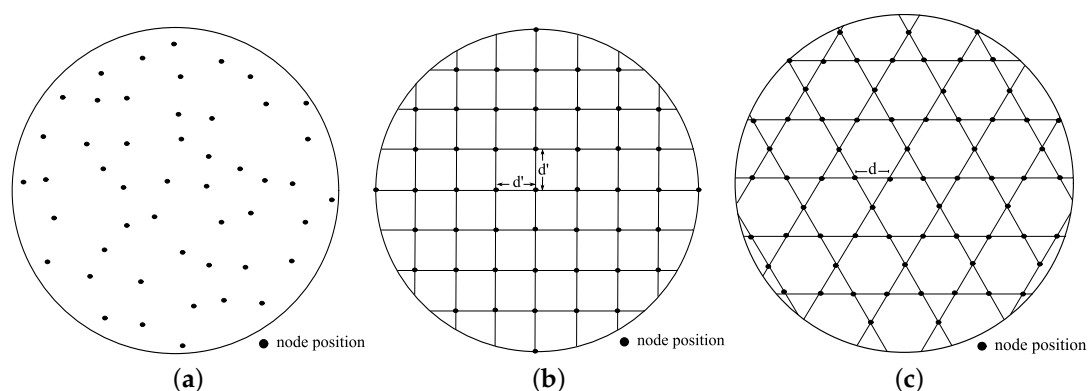 d'
d'
d
node position
node position
node position
(a)
(b)
(c)